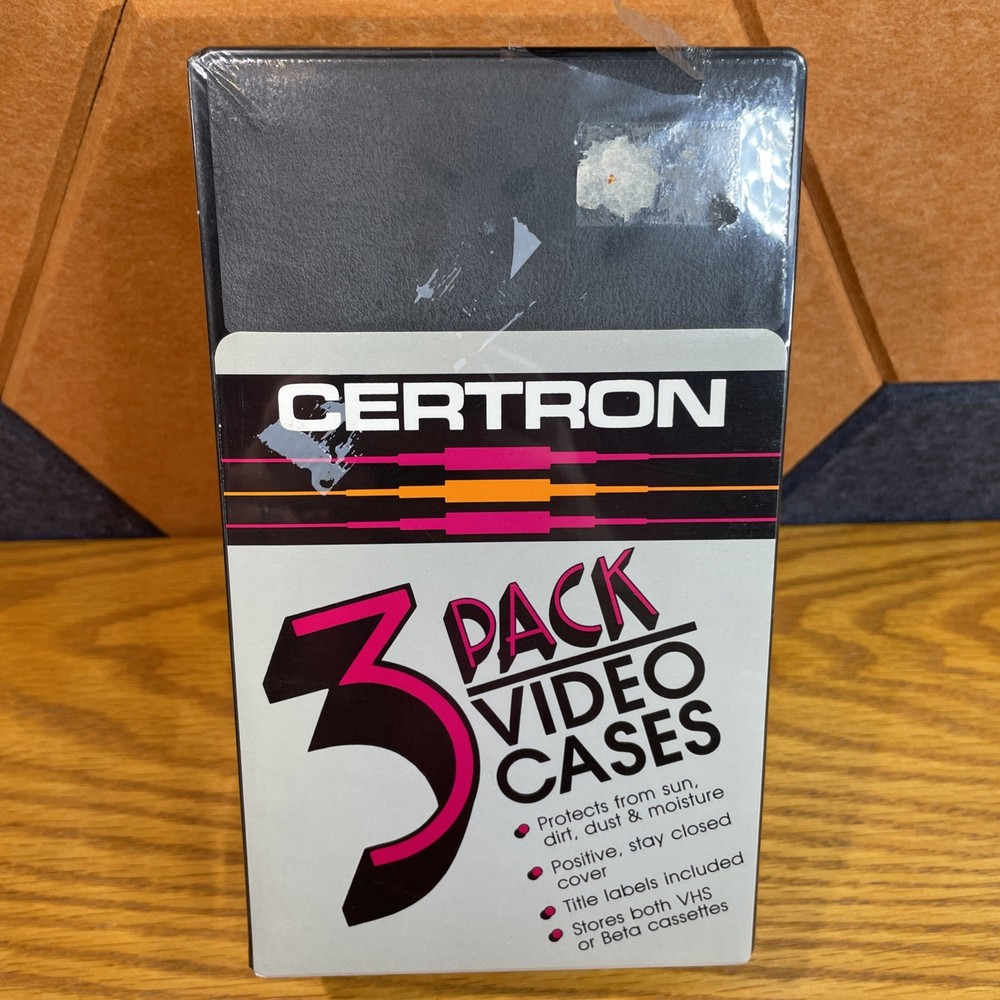 CERTRON
3 PACK
VIDEO
CASES
Protects from sun,
dirt, dust & moisture
Positive, stay closed
cover
Title labels included
Stores both VHS
or Beta cassettes